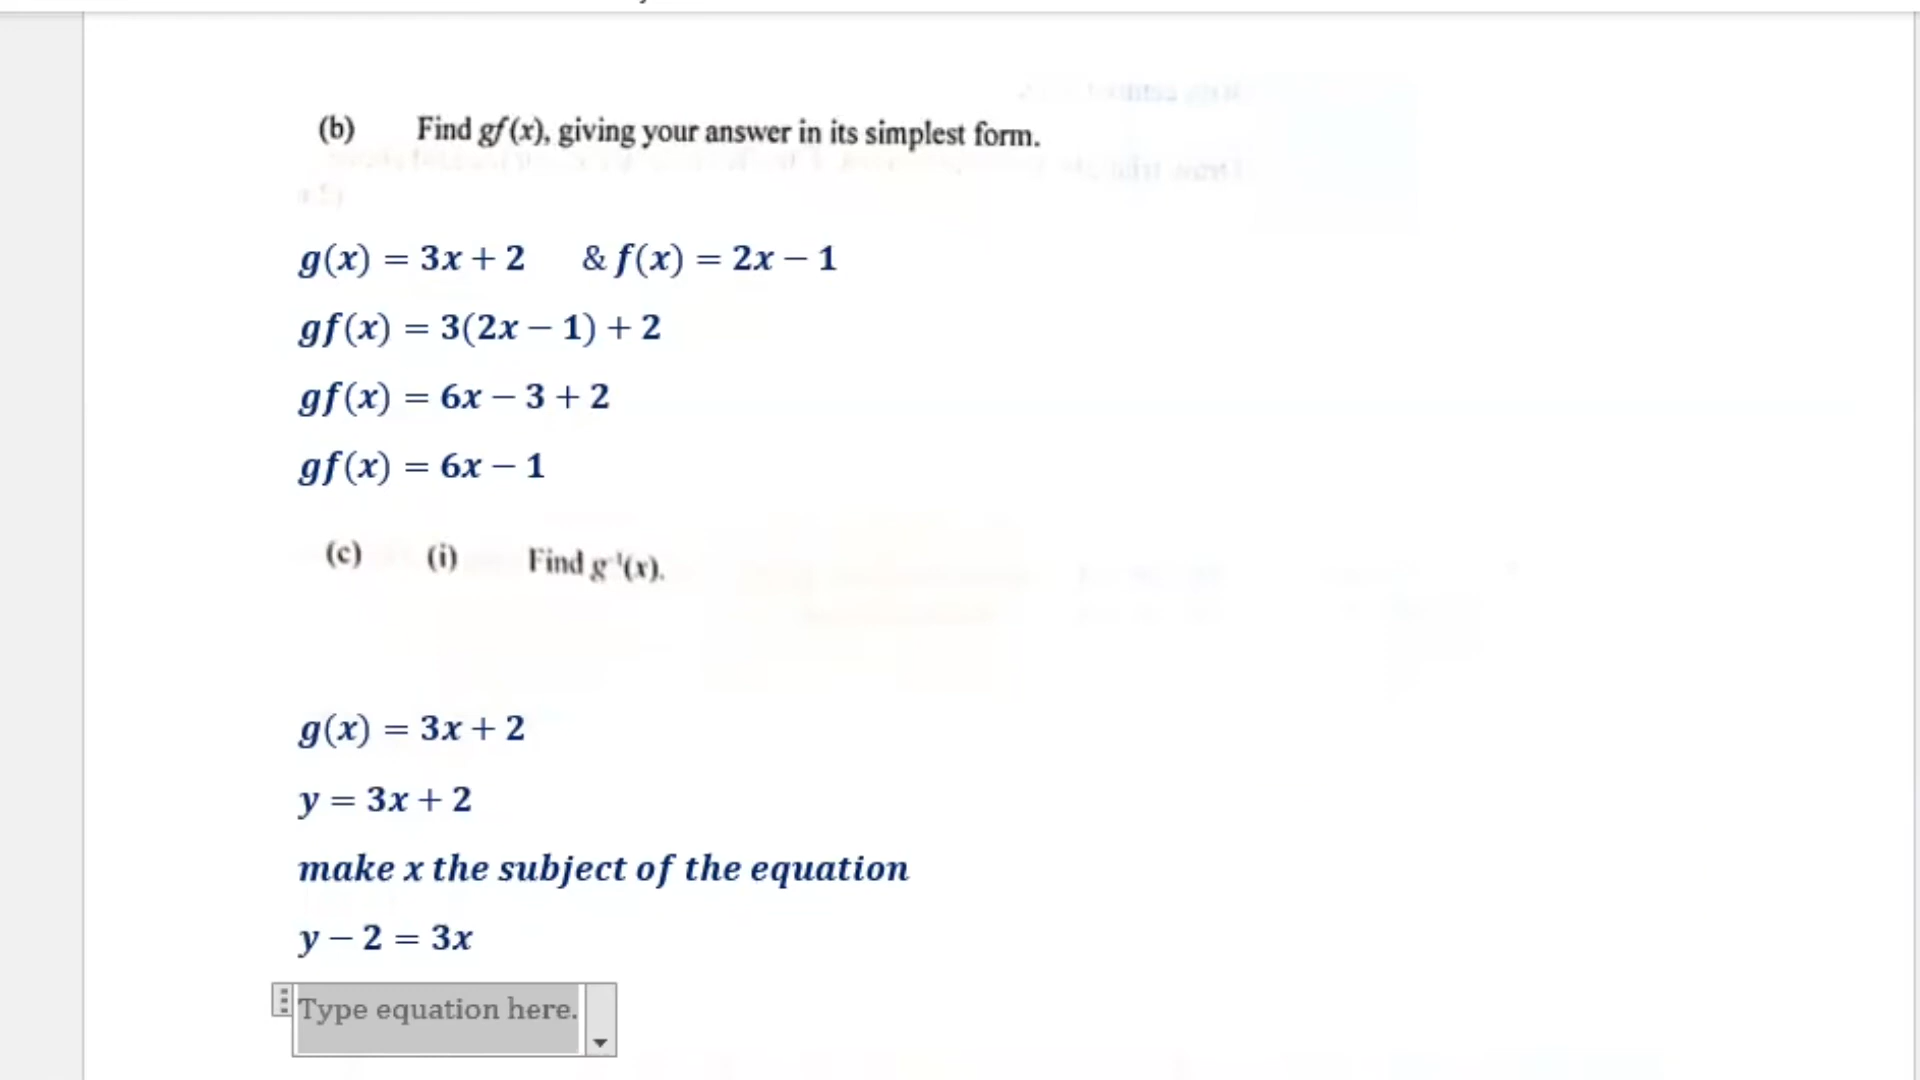 (b) Find gf(x), giving your answer in its simplest form.
g(x) = 3x + 2 & f(x) = 2x − 1
gf(x) = 3(2x − 1) + 2
gf(x) = 6x − 3 + 2
gf(x) = 6x − 1
(c) (i) Find g⁻¹(x).
g(x) = 3x + 2
y = 3x + 2
make x the subject of the equation
y − 2 = 3x
Type equation here.